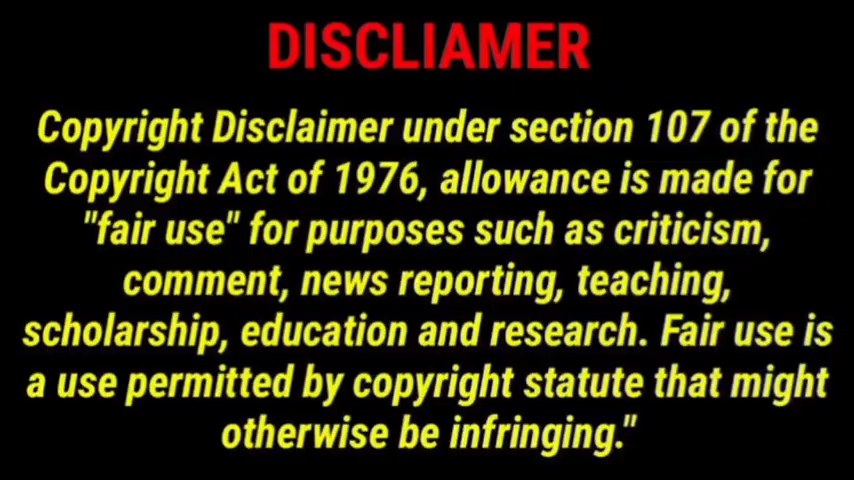 DISCLIAMER
Copyright Disclaimer under section 107 of the
Copyright Act of 1976, allowance is made for
"fair use" for purposes such as criticism,
comment, news reporting, teaching,
scholarship, education and research. Fair use is
a use permitted by copyright statute that might
otherwise be infringing."